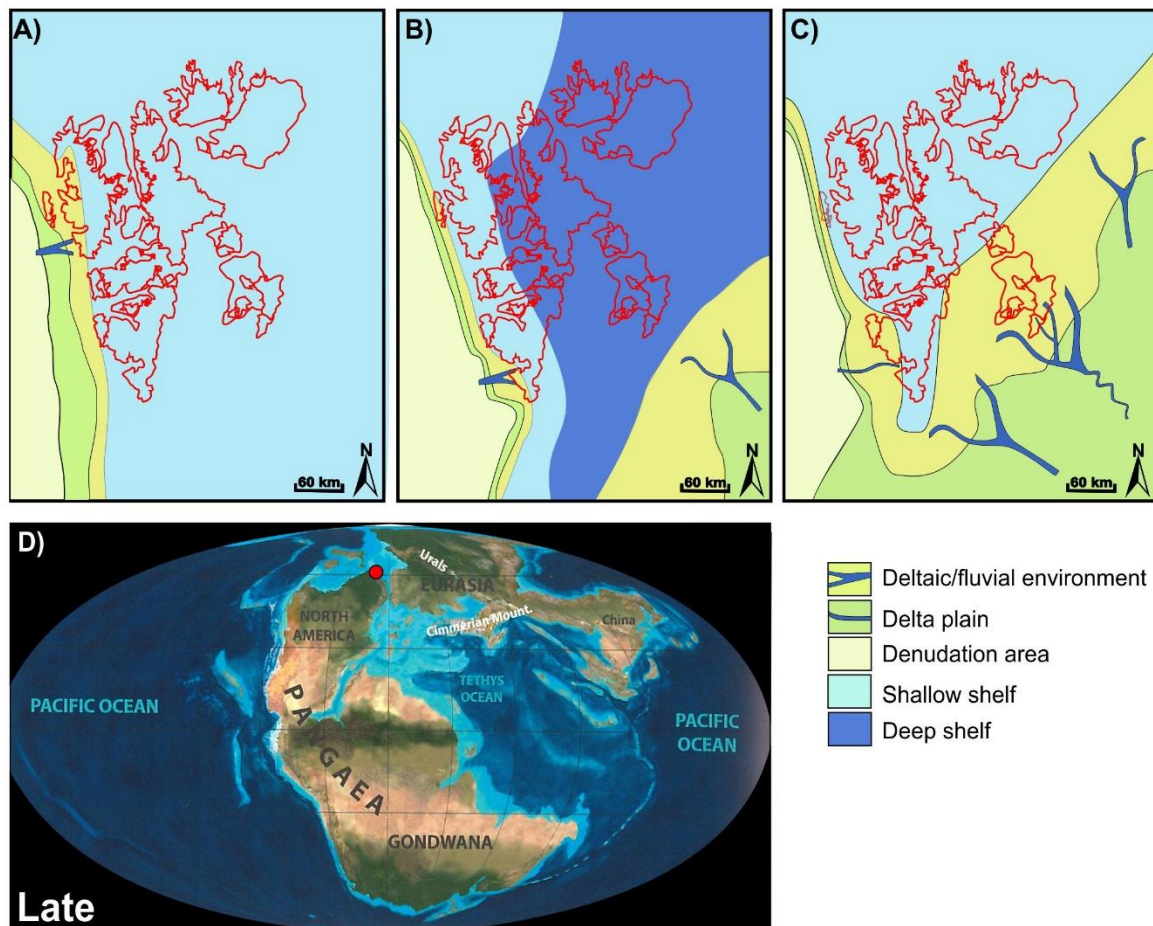 A)
B)
C)
N
60 km
N
60 km
N
60 km
D)
Urals
EURASIA
NORTH
AMERICA
Cimmerian Mount.
China
TETHYS
OCEAN
PACIFIC OCEAN
PANGAEA
PACIFIC
OCEAN
GONDWANA
Late
Deltaic/fluvial environment
Delta plain
Denudation area
Shallow shelf
Deep shelf